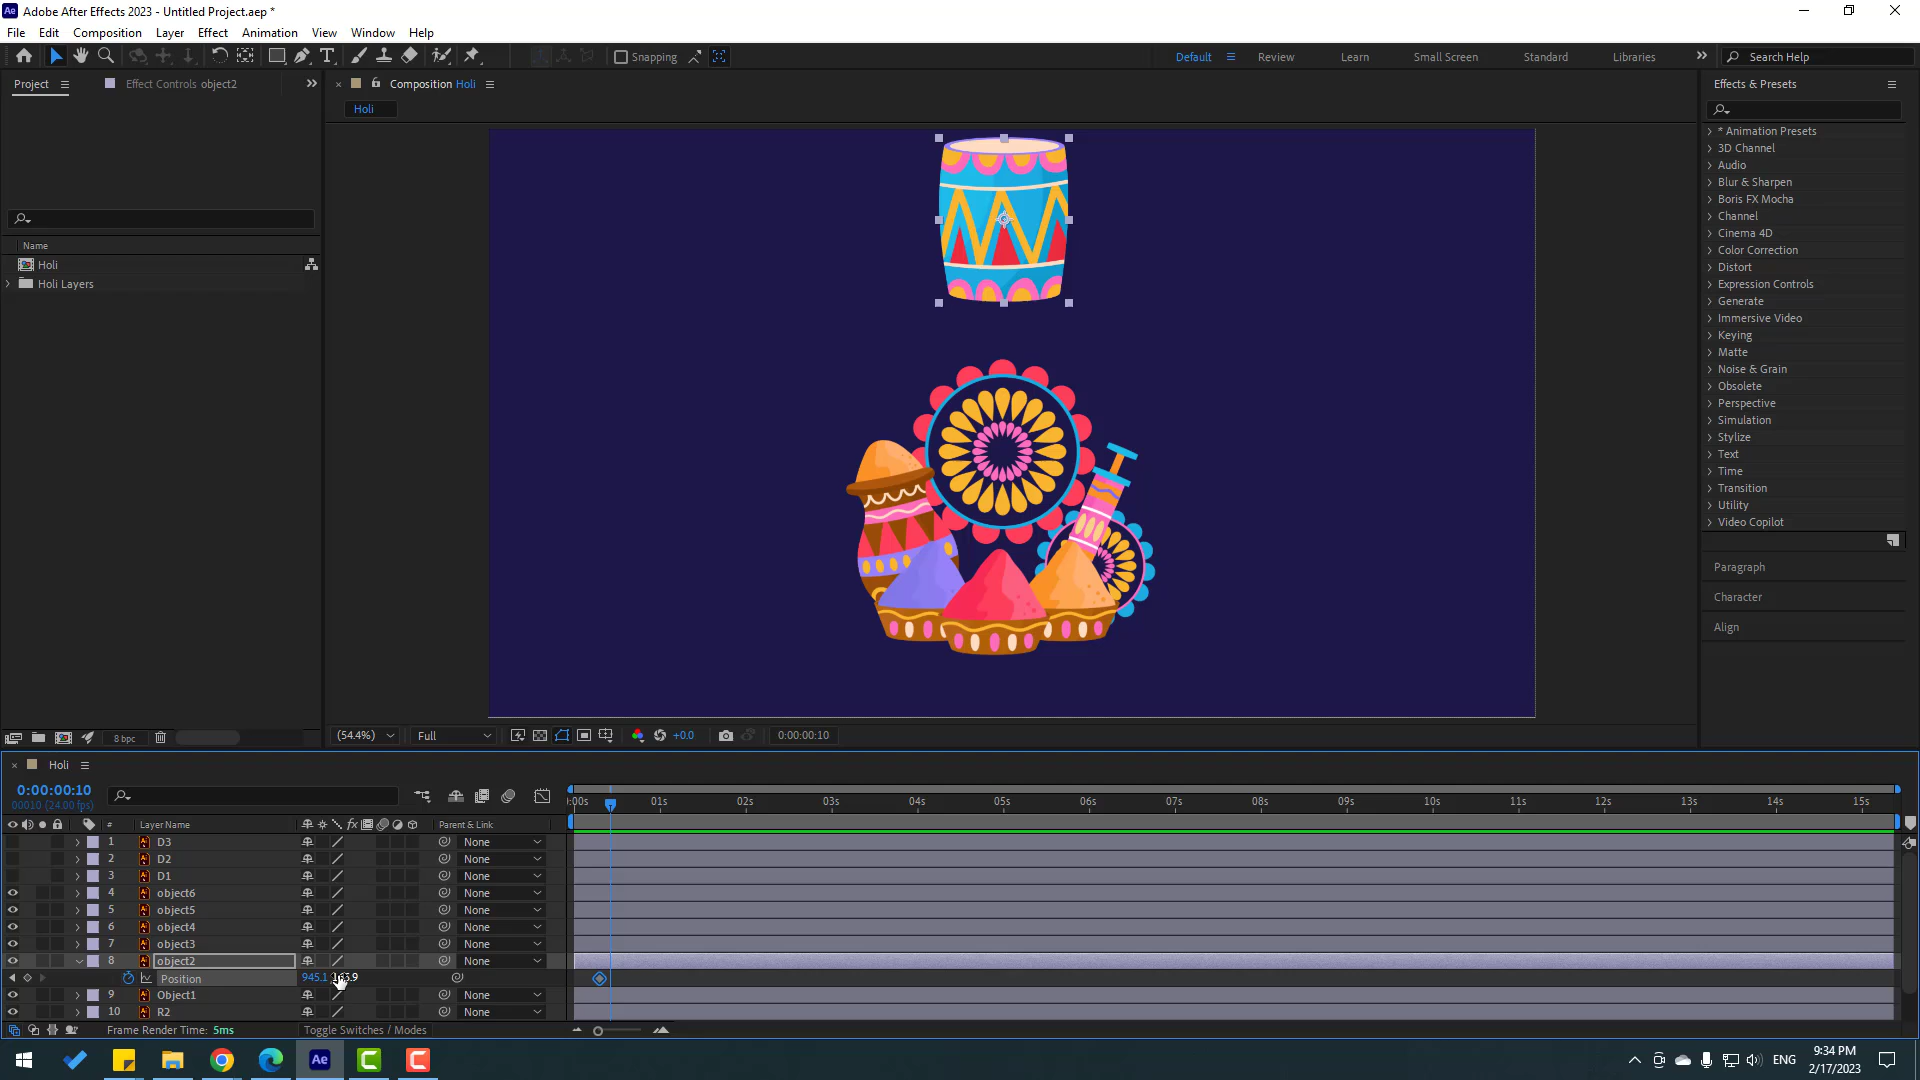 Adobe After Effects 2023 - Untitled Project.aep *
File Edit Composition Layer Effect Animation View Window Help
Snapping Default Review Learn Small Screen Standard Libraries Search Help
Project Effect Controls object2 Composition Holi Effects & Presets
Holi
Name
Holi
Holi Layers
* Animation Presets
3D Channel
Audio
Blur & Sharpen
Boris FX Mocha
Channel
Cinema 4D
Color Correction
Distort
Expression Controls
Generate
Immersive Video
Keying
Matte
Noise & Grain
Obsolete
Perspective
Simulation
Stylize
Text
Time
Transition
Utility
Video Copilot
Paragraph
Character
Align
8 bpc (54.4%) Full +0.0 0:00:00:10
Holi
0:00:00:10
00010 (24.00 fps)
:00s 01s 02s 03s 04s 05s 06s 07s 08s 09s 10s 11s 12s 13s 14s 15s
# Layer Name Parent & Link
1 D3 None
2 D2 None
3 D1 None
4 object6 None
5 object5 None
6 object4 None
7 object3 None
8 object2 None
Position 945.1
9 Object1 None
10 R2 None
Frame Render Time: 5ms Toggle Switches / Modes
ENG 9:34 PM
2/17/2023